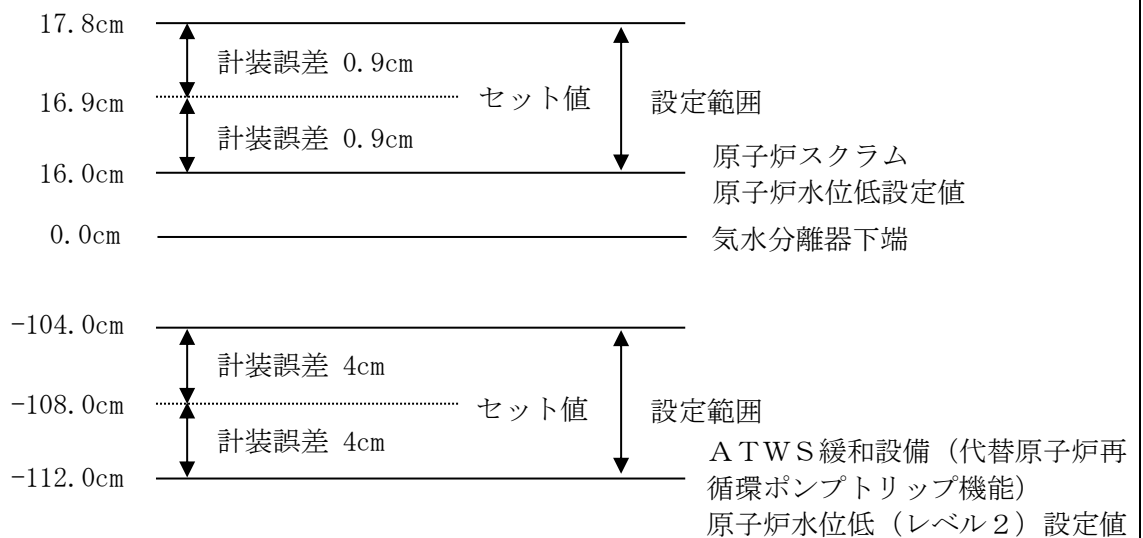 17.8cm
計装誤差 0.9cm
16.9cm
セット値
設定範囲
計装誤差 0.9cm
16.0cm
原子炉スクラム
原子炉水位低設定値
0.0cm
気水分離器下端
-104.0cm
計装誤差 4cm
-108.0cm
セット値
設定範囲
計装誤差 4cm
-112.0cm
ＡＴＷＳ緩和設備（代替原子炉再
循環ポンプトリップ機能）
原子炉水位低（レベル２）設定値